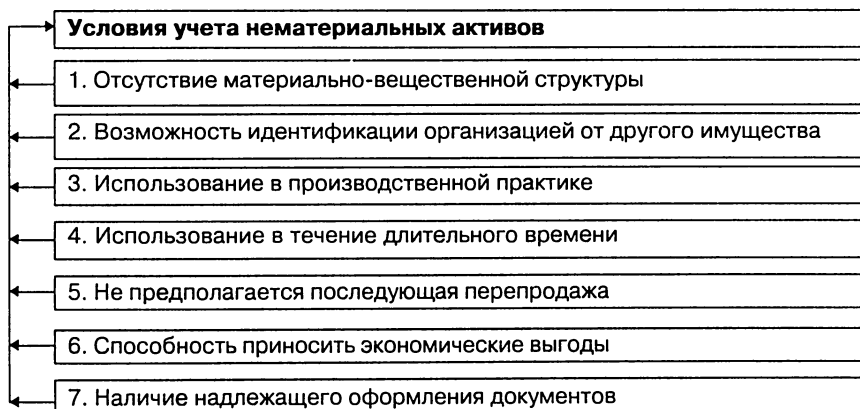 Условия учета нематериальных активов
1. Отсутствие материально-вещественной структуры
2. Возможность идентификации организацией от другого имущества
3. Использование в производственной практике
4. Использование в течение длительного времени
5. Не предполагается последующая перепродажа
6. Способность приносить экономические выгоды
7. Наличие надлежащего оформления документов